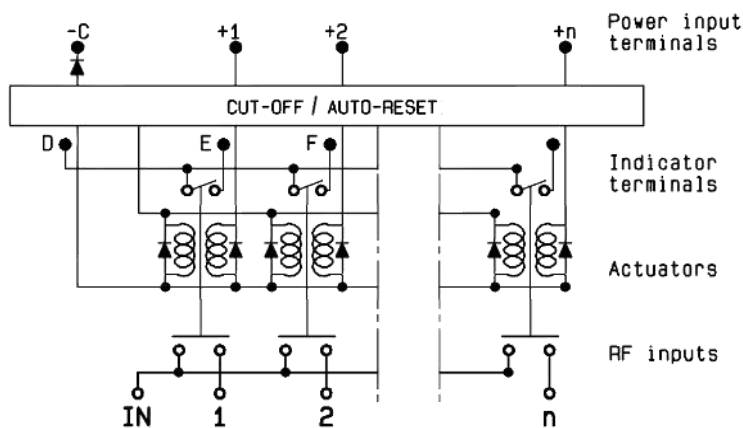 -C +1 +2 +n Power input
terminals
CUT-OFF / AUTO-RESET
D E F Indicator
terminals
Actuators
RF inputs
IN 1 2 n